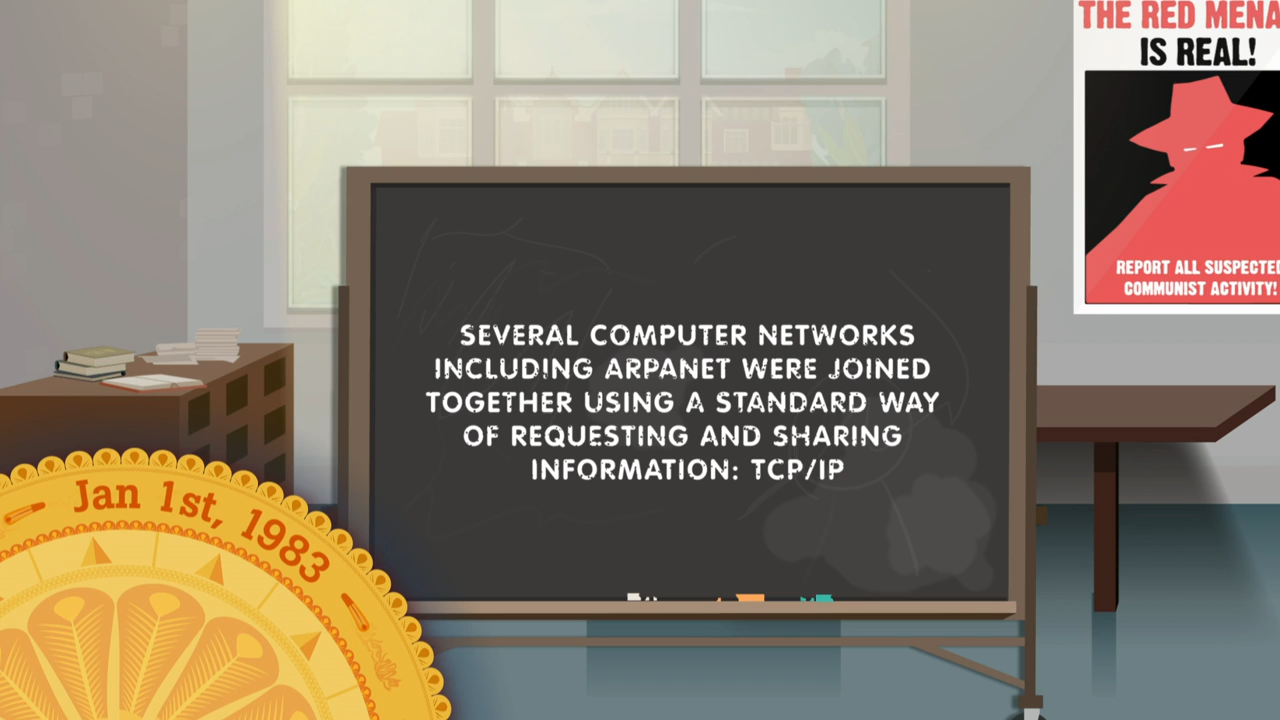 THE RED MENA
IS REAL!
REPORT ALL SUSPECTED
COMMUNIST ACTIVITY!
SEVERAL COMPUTER NETWORKS
INCLUDING ARPANET WERE JOINED
TOGETHER USING A STANDARD WAY
OF REQUESTING AND SHARING
INFORMATION: TCP/IP
Jan 1st, 1983